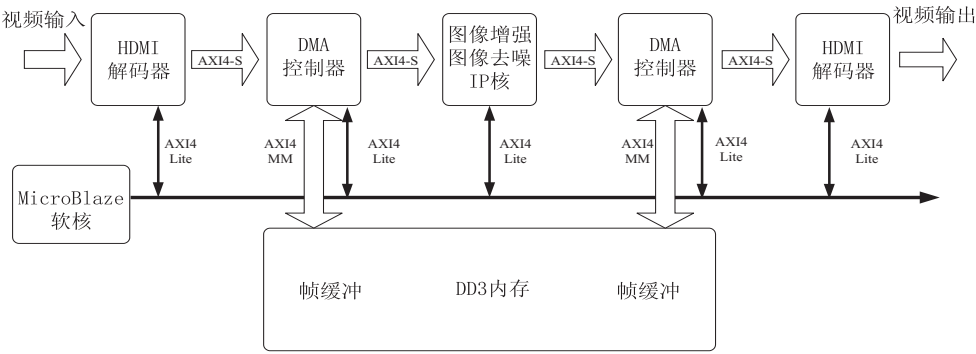 视频输入
HDMI
解码器
AXI4-S
DMA
控制器
AXI4-S
图像增强
图像去噪
IP核
AXI4-S
DMA
控制器
AXI4-S
HDMI
解码器
视频输出
AXI4
Lite
AXI4
MM
AXI4
Lite
AXI4
Lite
AXI4
MM
AXI4
Lite
AXI4
Lite
MicroBlaze
软核
帧缓冲
DD3内存
帧缓冲